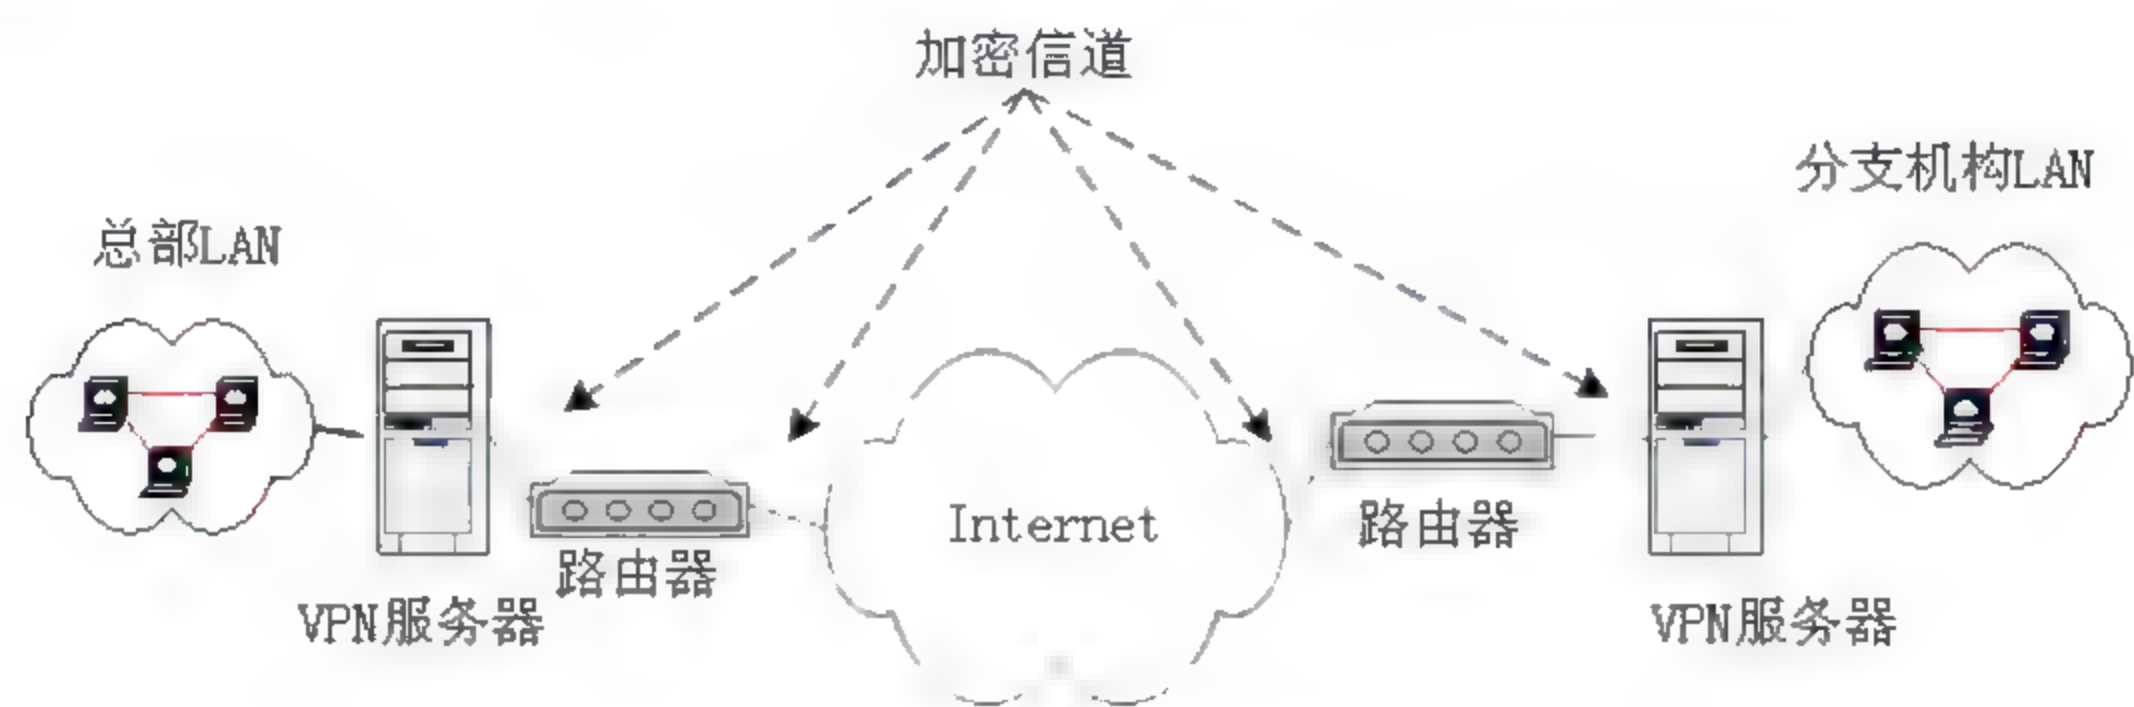 加密信道
分支机构LAN
总部LAN
Internet
路由器
路由器
VPN服务器
VPN服务器